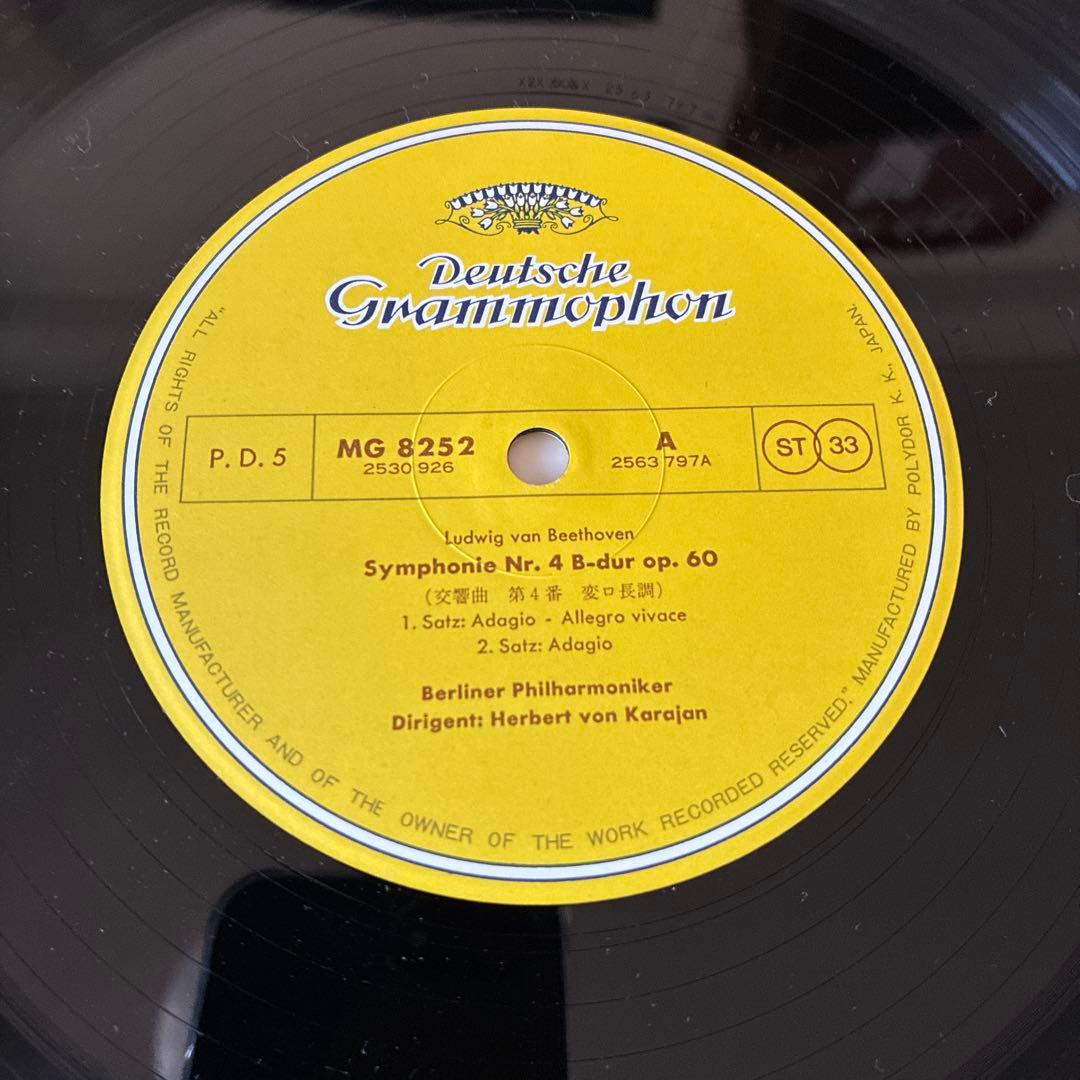 Deutsche
Grammophon
P. D. 5
MG 8252
2530 926
A
2563 797A
ST 33
Ludwig van Beethoven
Symphonie Nr. 4 B-dur op. 60
(交響曲 第4番 変ロ長調)
1. Satz: Adagio - Allegro vivace
2. Satz: Adagio
Berliner Philharmoniker
Dirigent: Herbert von Karajan
"ALL RIGHTS OF THE RECORD MANUFACTURER AND OF THE OWNER OF THE WORK RECORDED RESERVED." MANUFACTURED BY POLYDOR K. K., JAPAN.